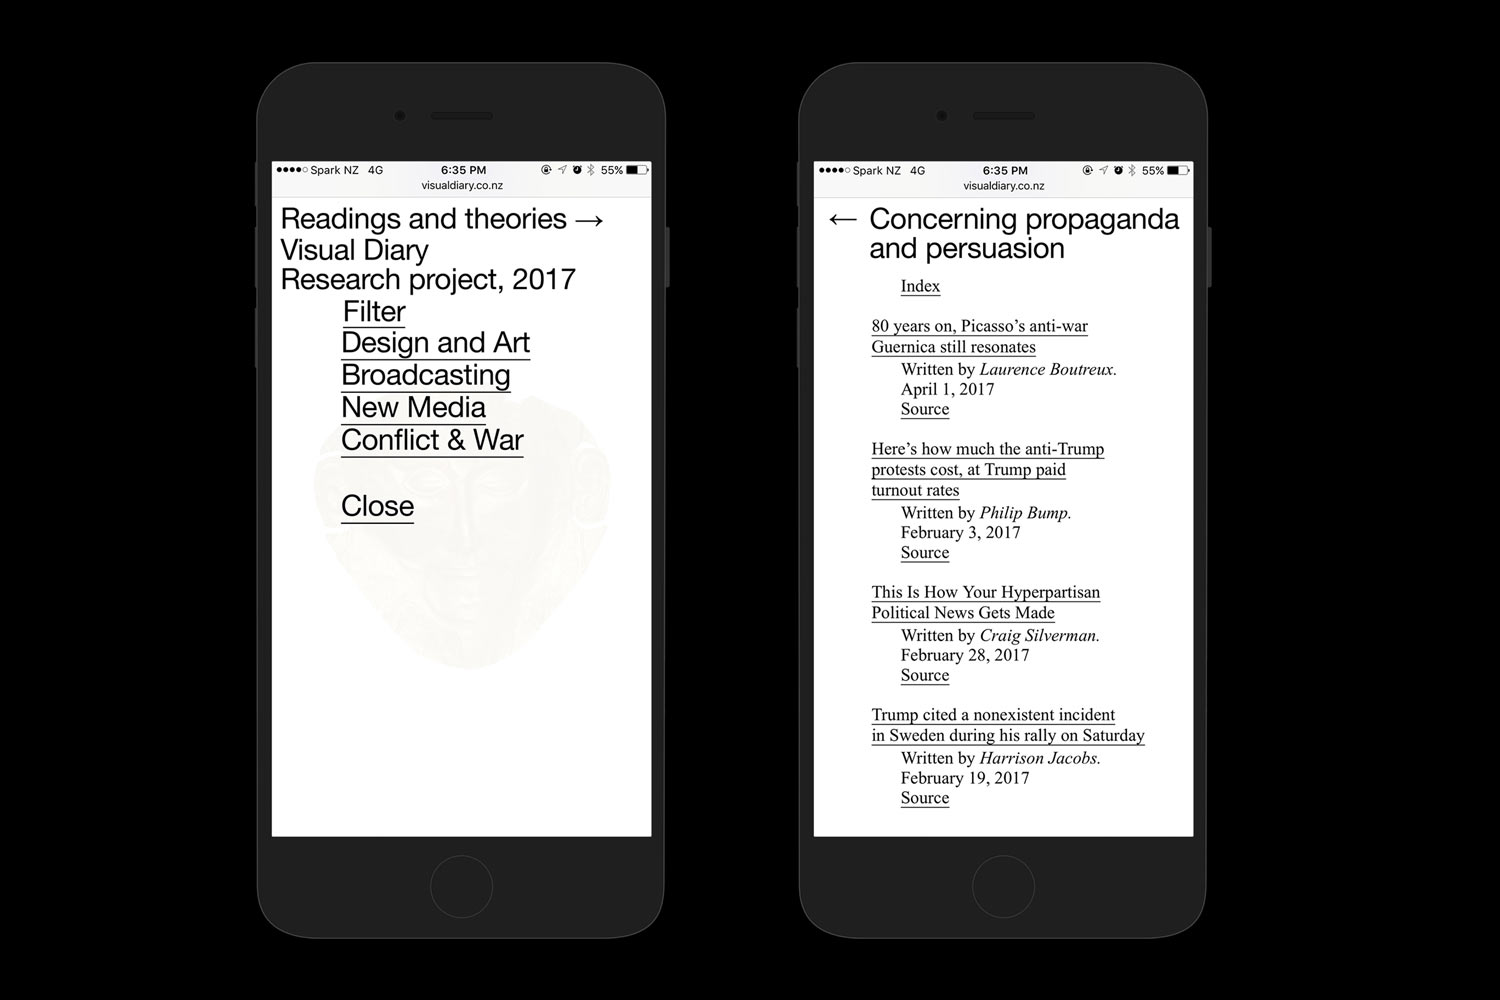 ●●●●○ Spark NZ 4G 6:35 PM 55%
visualdiary.co.nz
Readings and theories →
Visual Diary
Research project, 2017
Filter
Design and Art
Broadcasting
New Media
Conflict & War
Close
●●●●○ Spark NZ 4G 6:35 PM 55%
visualdiary.co.nz
← Concerning propaganda
and persuasion
Index
80 years on, Picasso’s anti-war
Guernica still resonates
Written by Laurence Boutreux.
April 1, 2017
Source
Here’s how much the anti-Trump
protests cost, at Trump paid
turnout rates
Written by Philip Bump.
February 3, 2017
Source
This Is How Your Hyperpartisan
Political News Gets Made
Written by Craig Silverman.
February 28, 2017
Source
Trump cited a nonexistent incident
in Sweden during his rally on Saturday
Written by Harrison Jacobs.
February 19, 2017
Source